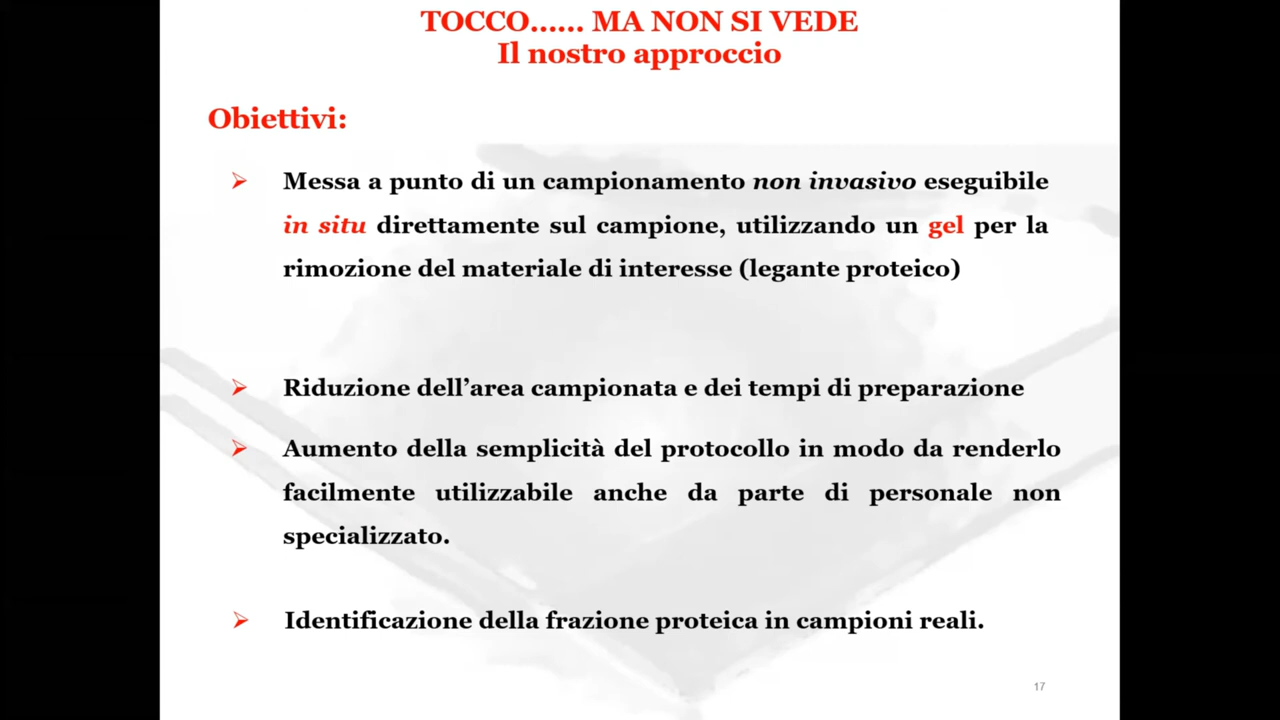 TOCCO...... MA NON SI VEDE
Il nostro approccio
Obiettivi:
Messa a punto di un campionamento non invasivo eseguibile
in situ direttamente sul campione, utilizzando un gel per la
rimozione del materiale di interesse (legante proteico)
Riduzione dell’area campionata e dei tempi di preparazione
Aumento della semplicità del protocollo in modo da renderlo
facilmente utilizzabile anche da parte di personale non
specializzato.
Identificazione della frazione proteica in campioni reali.
17